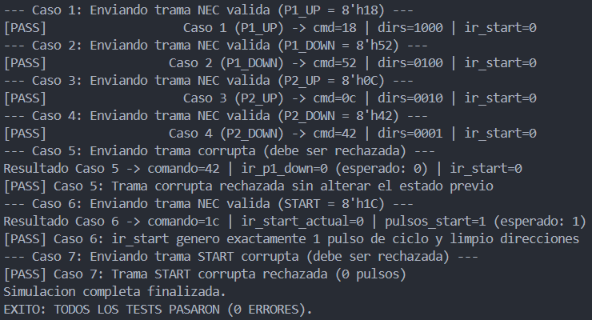 --- Caso 1: Enviando trama NEC valida (P1_UP = 8'h18) ---
[PASS]                  Caso 1 (P1_UP) -> cmd=18 | dirs=1000 | ir_start=0
--- Caso 2: Enviando trama NEC valida (P1_DOWN = 8'h52) ---
[PASS]                Caso 2 (P1_DOWN) -> cmd=52 | dirs=0100 | ir_start=0
--- Caso 3: Enviando trama NEC valida (P2_UP = 8'h0C) ---
[PASS]                  Caso 3 (P2_UP) -> cmd=0c | dirs=0010 | ir_start=0
--- Caso 4: Enviando trama NEC valida (P2_DOWN = 8'h42) ---
[PASS]                Caso 4 (P2_DOWN) -> cmd=42 | dirs=0001 | ir_start=0
--- Caso 5: Enviando trama corrupta (debe ser rechazada) ---
Resultado Caso 5 -> comando=42 | ir_p1_down=0 (esperado: 0) | ir_start=0
[PASS] Caso 5: Trama corrupta rechazada sin alterar el estado previo
--- Caso 6: Enviando trama NEC valida (START = 8'h1C) ---
Resultado Caso 6 -> comando=1c | ir_start_actual=0 | pulsos_start=1 (esperado: 1)
[PASS] Caso 6: ir_start genero exactamente 1 pulso de ciclo y limpio direcciones
--- Caso 7: Enviando trama START corrupta (debe ser rechazada) ---
[PASS] Caso 7: Trama START corrupta rechazada (0 pulsos)
Simulacion completa finalizada.
EXITO: TODOS LOS TESTS PASARON (0 ERRORES).